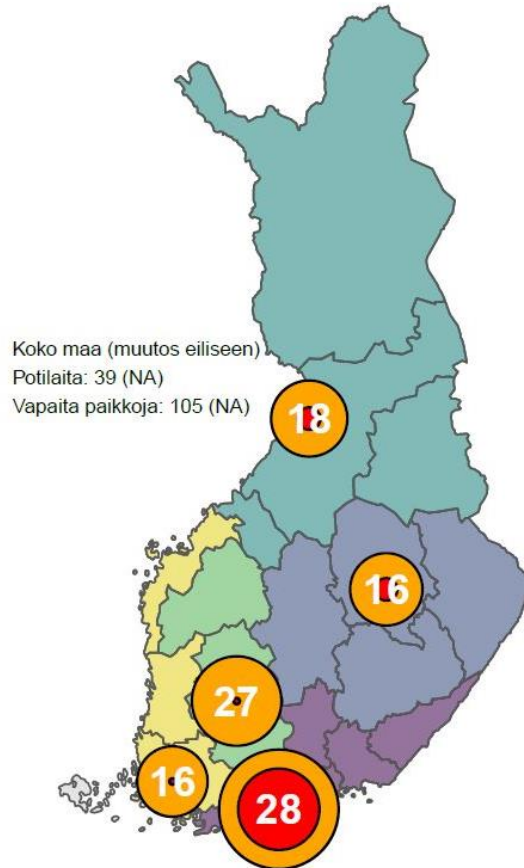 Koko maa (muutos eiliseen)
Potilaita: 39 (NA)
Vapaita paikkoja: 105 (NA)
18
16
27
16
28